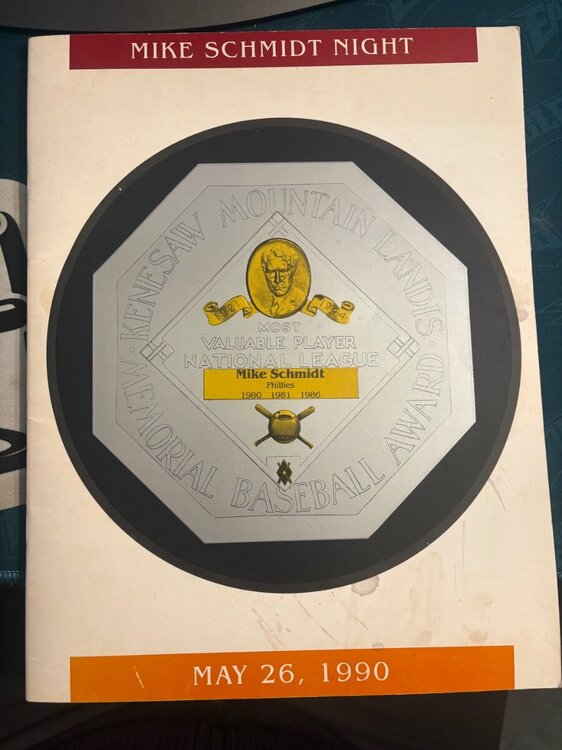 MIKE SCHMIDT NIGHT
· KENESAW MOUNTAIN LANDIS ·
MOST
VALUABLE PLAYER
NATIONAL LEAGUE
Mike Schmidt
Phillies
1980 1981 1986
MEMORIAL BASEBALL AWARD
MAY 26, 1990